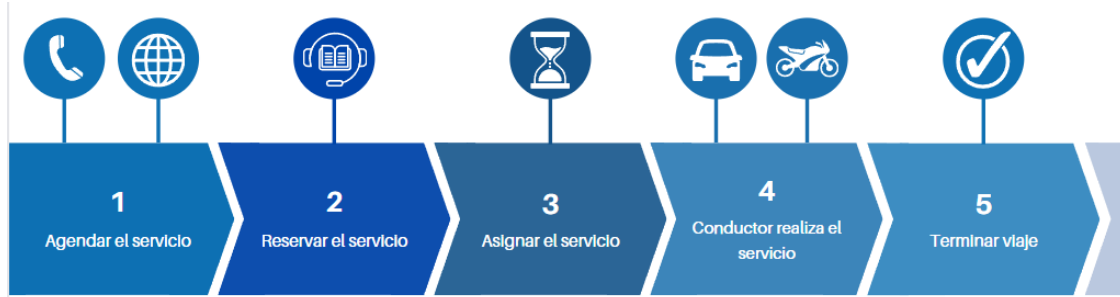 1
Agendar el servicio
2
Reservar el servicio
3
Asignar el servicio
4
Conductor realiza el
servicio
5
Terminar viaje